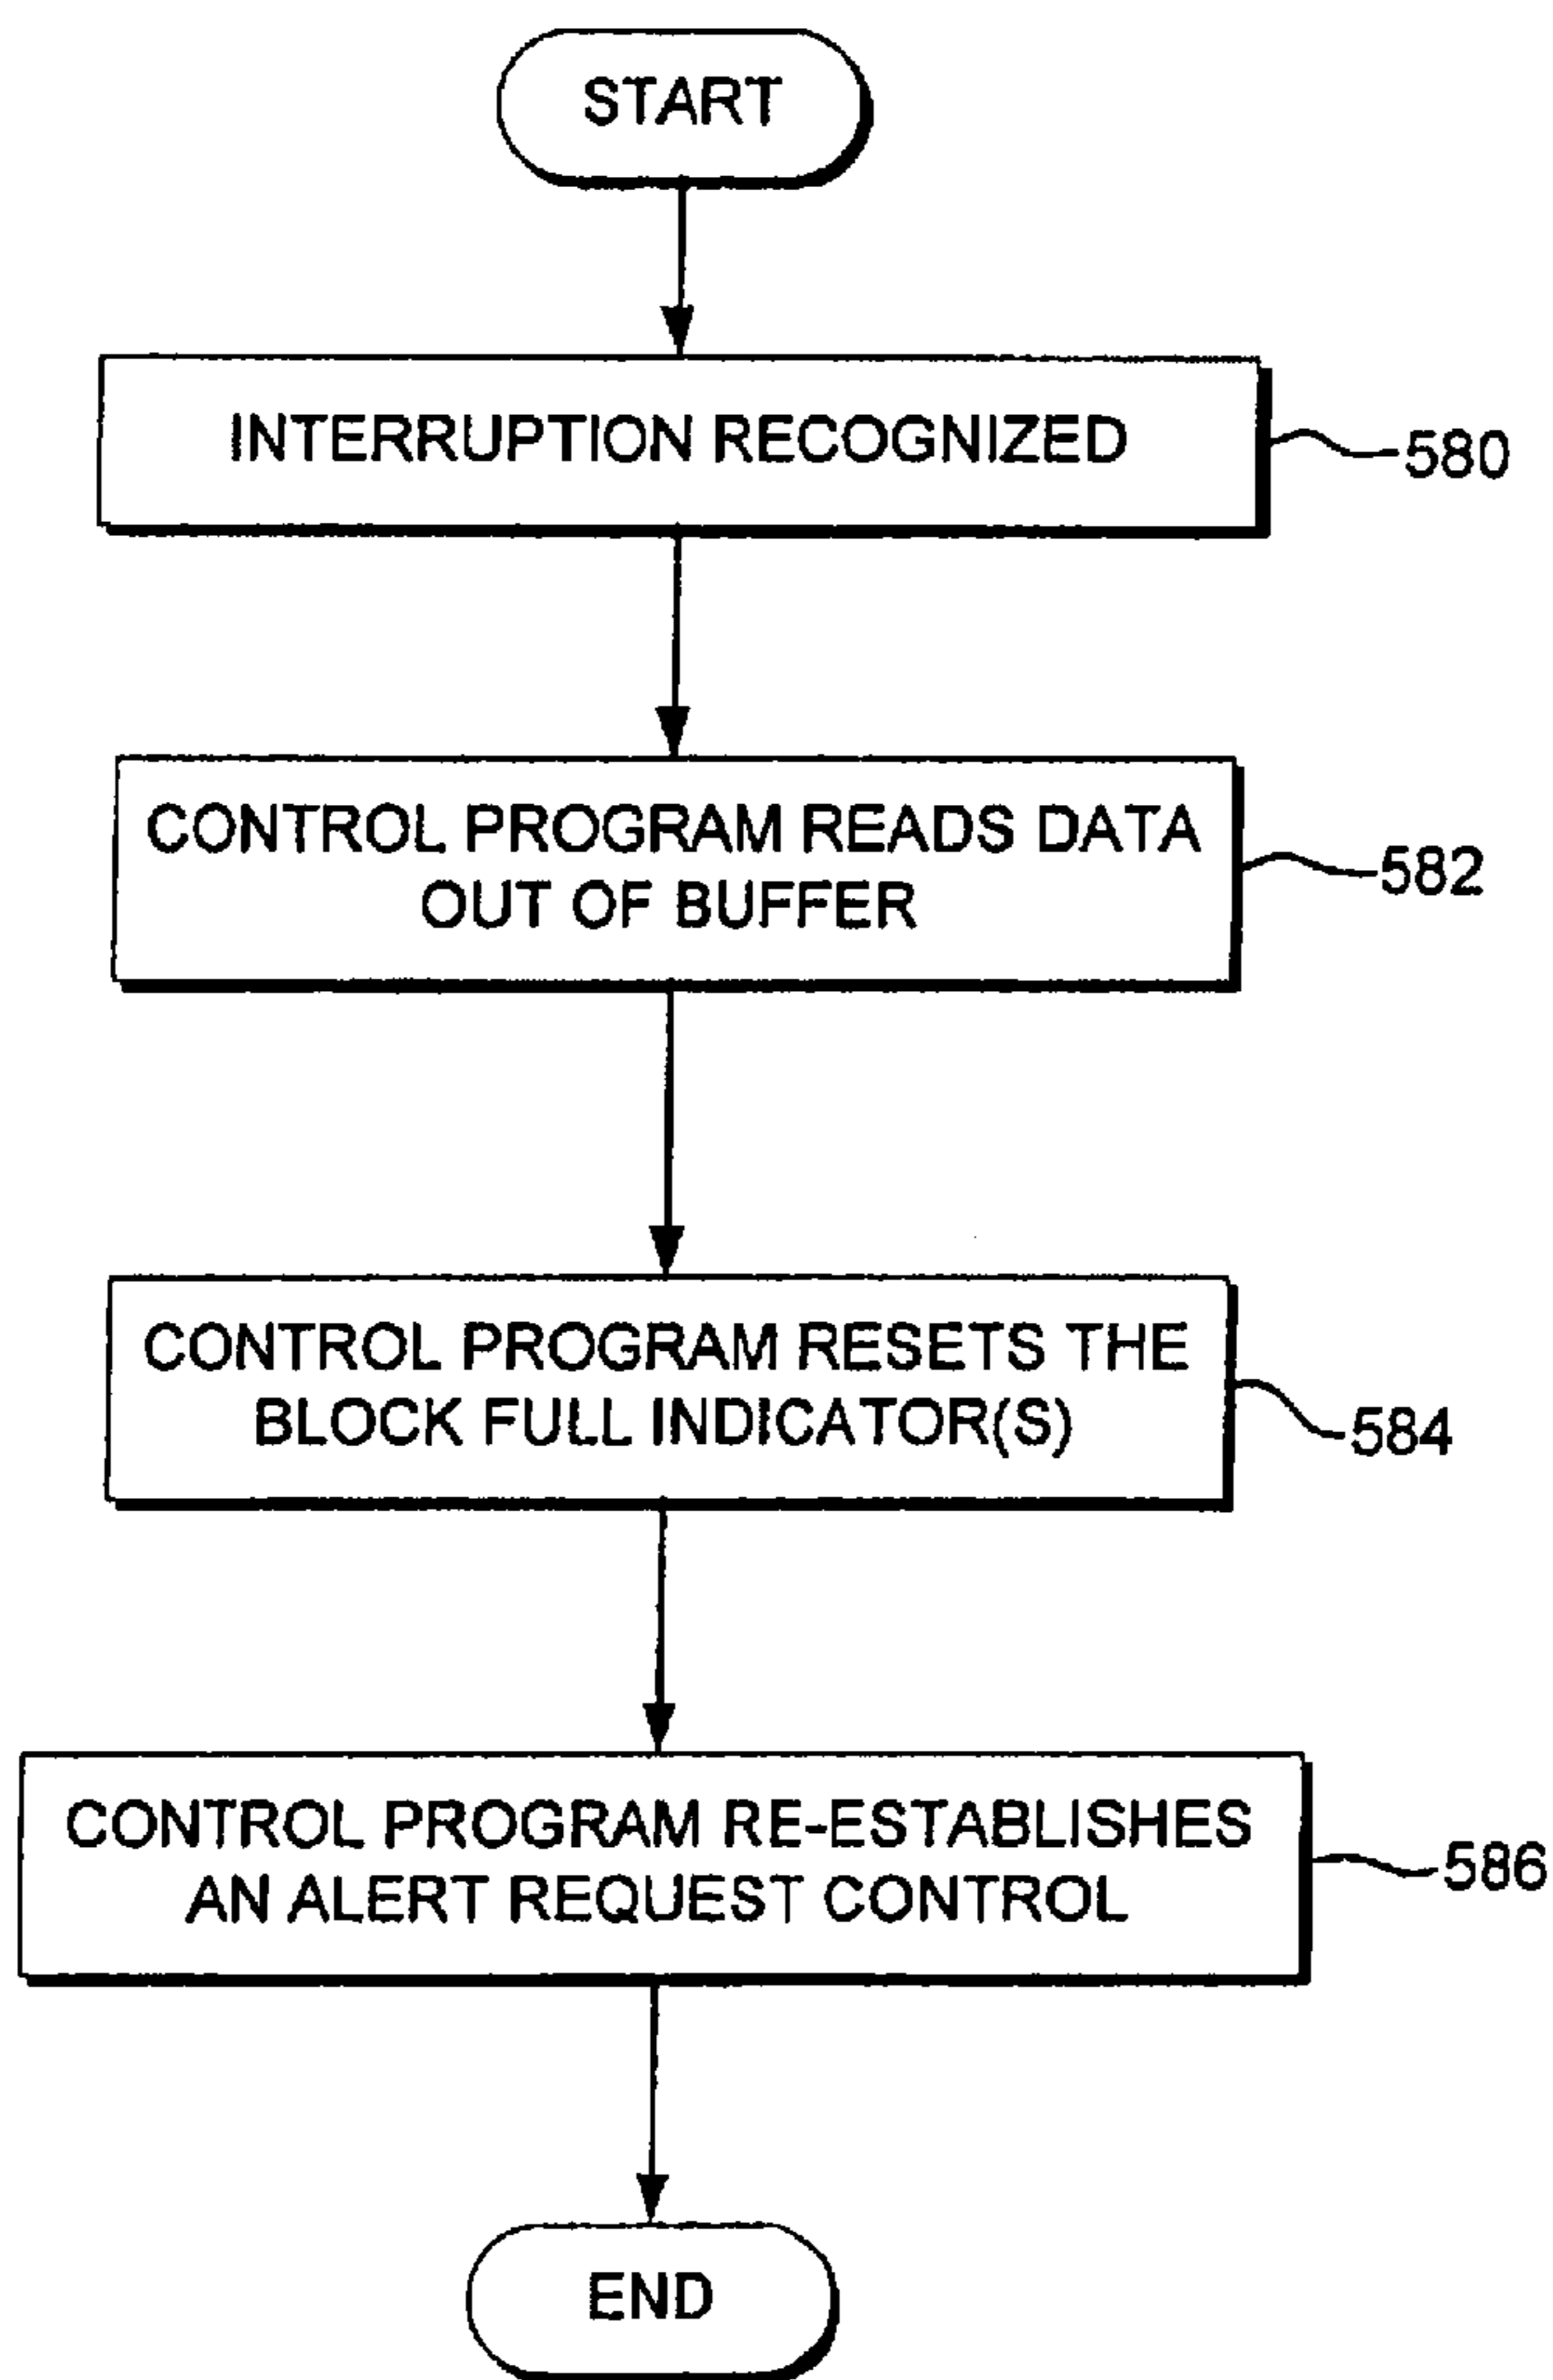 START
INTERRUPTION RECOGNIZED
580
CONTROL PROGRAM READS DATA
OUT OF BUFFER
582
CONTROL PROGRAM RESETS THE
BLOCK FULL INDICATOR(S)
584
CONTROL PROGRAM RE-ESTABLISHES
AN ALERT REQUEST CONTROL
586
END